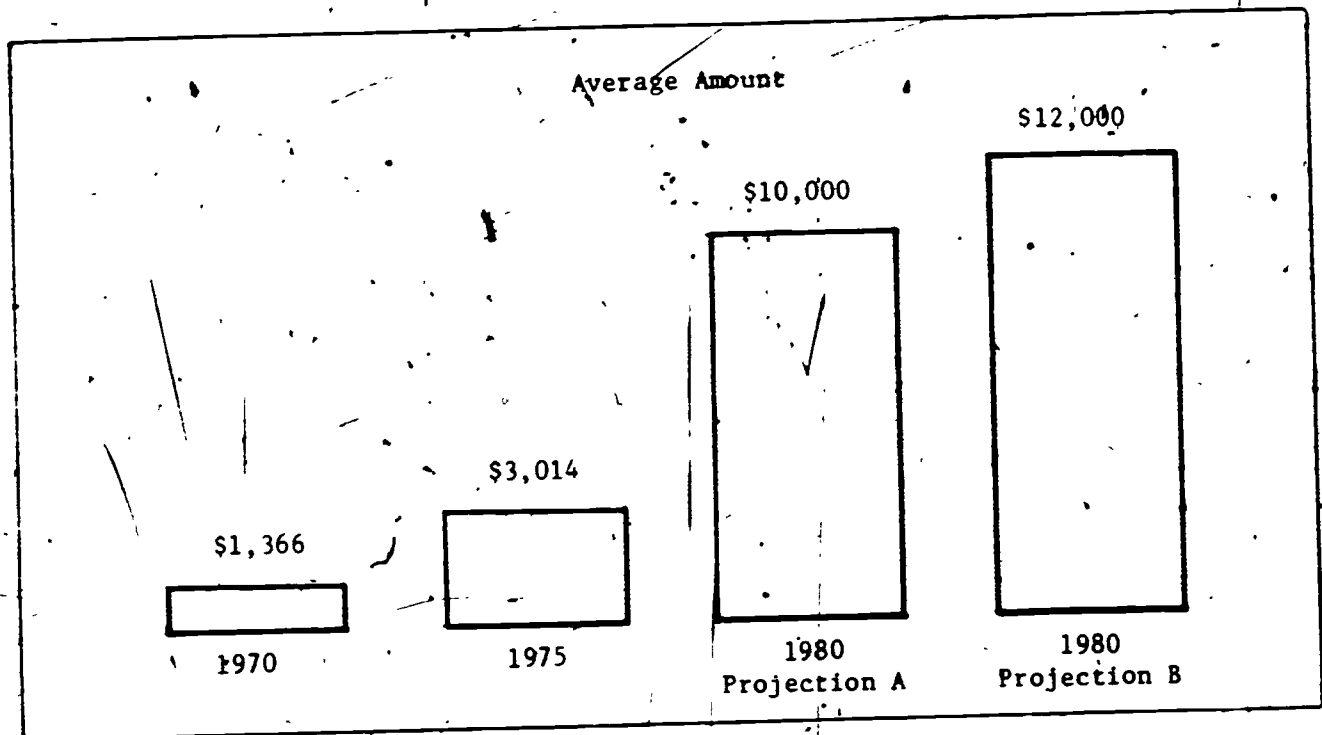 Average Amount
$12,000
$10,000
$3,014
$1,366
1970
1975
1980
Projection A
1980
Projection B